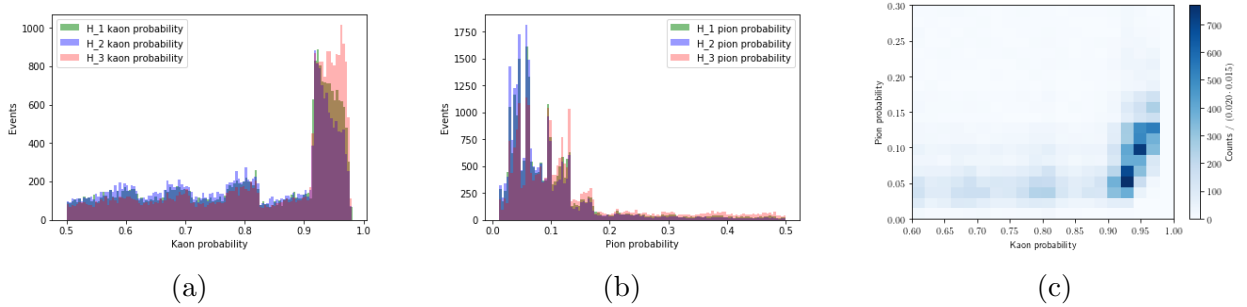 H_1 kaon probability
H_2 kaon probability
H_3 kaon probability
Events
1000
800
600
400
200
0
0.5 0.6 0.7 0.8 0.9 1.0
Kaon probability
(a)
H_1 pion probability
H_2 pion probability
H_3 pion probability
Events
1750
1500
1250
1000
750
500
250
0
0.0 0.1 0.2 0.3 0.4 0.5
Pion probability
(b)
Pion probability
0.30
0.25
0.20
0.15
0.10
0.05
0.00
0.60 0.65 0.70 0.75 0.80 0.85 0.90 0.95 1.00
Kaon probability
700
600
500
400
300
200
100
0
Counts / (0.020 · 0.015)
(c)